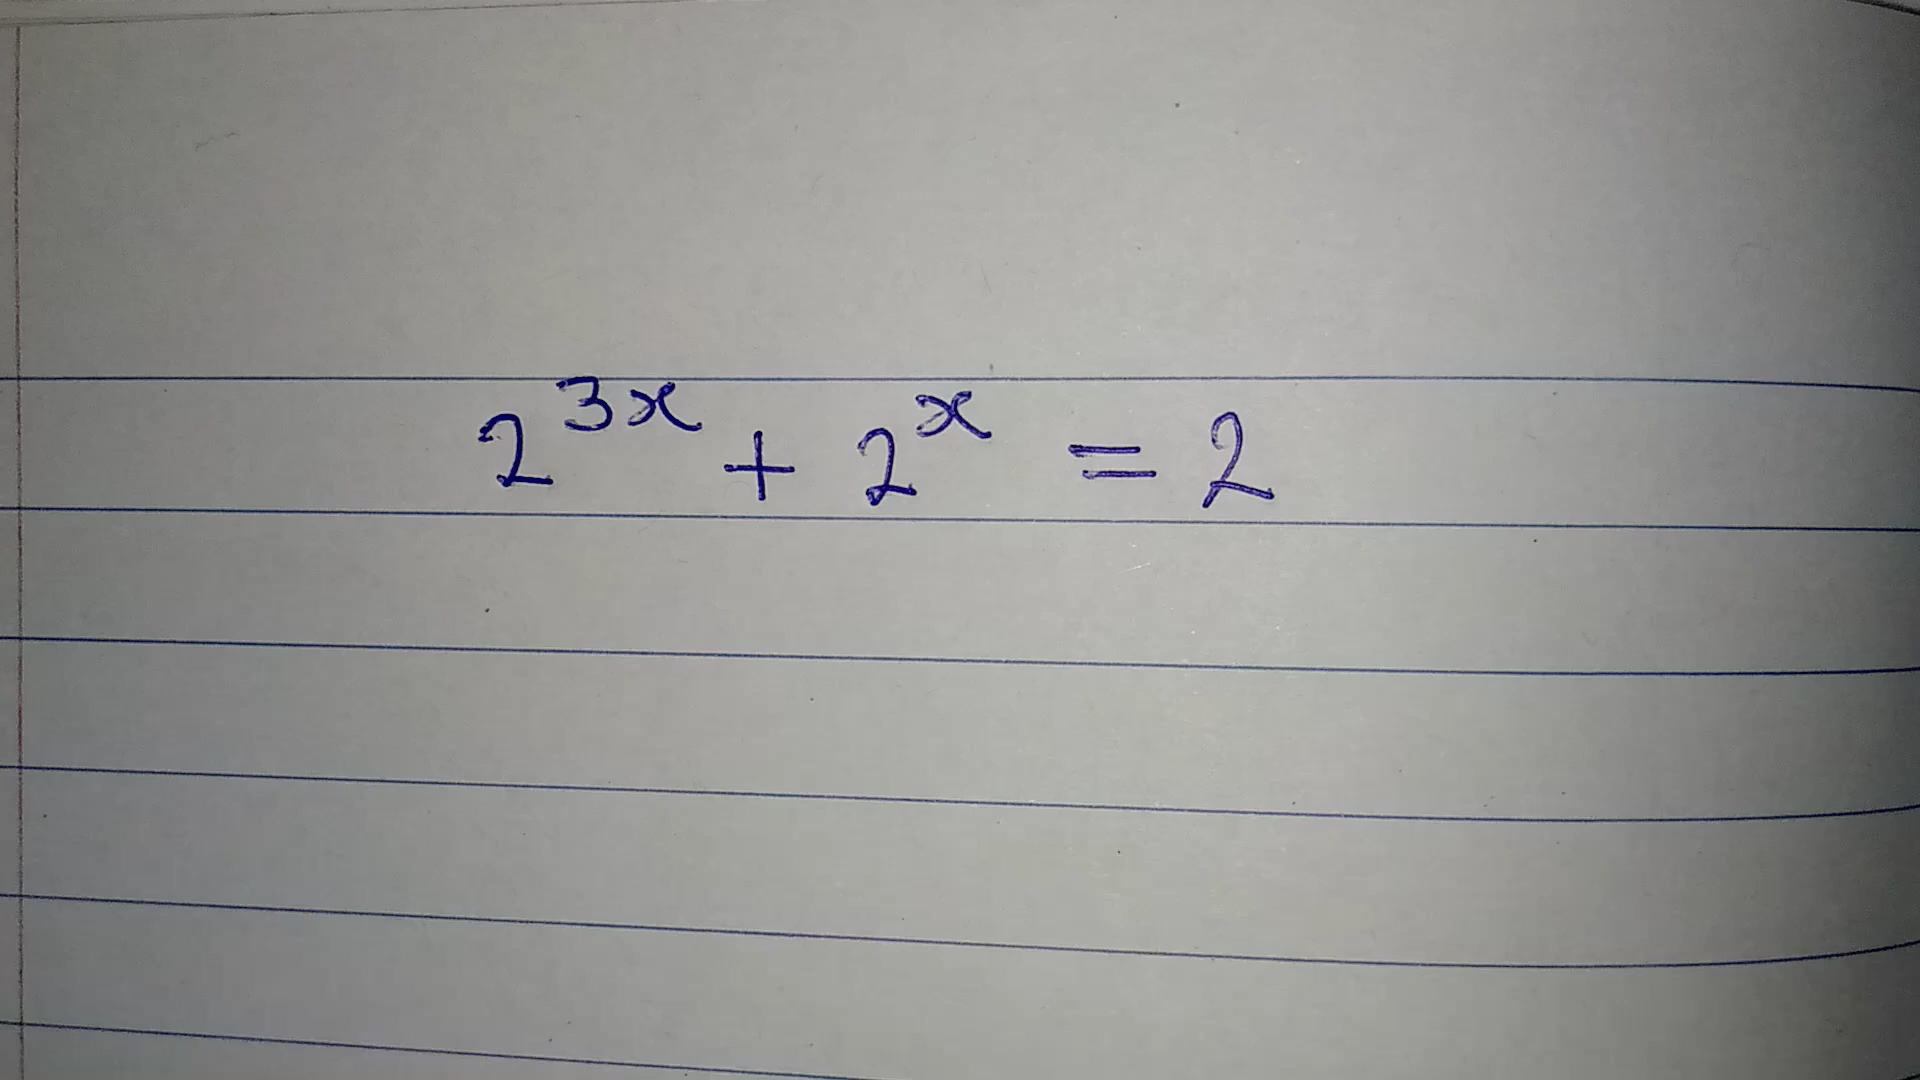 2^{3x} + 2^{x} = 2